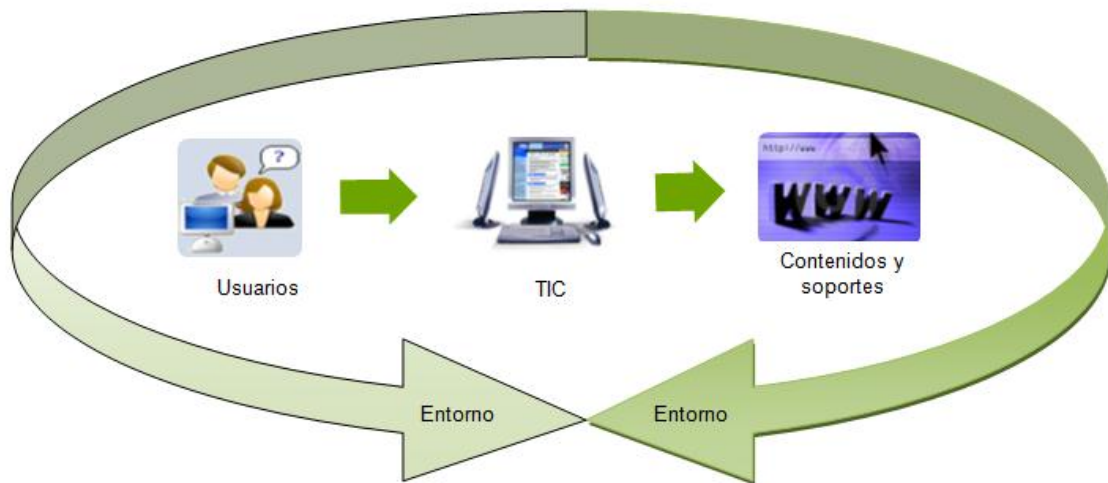 ?
http://www
www
Usuarios
TIC
Contenidos y
soportes
Entorno
Entorno